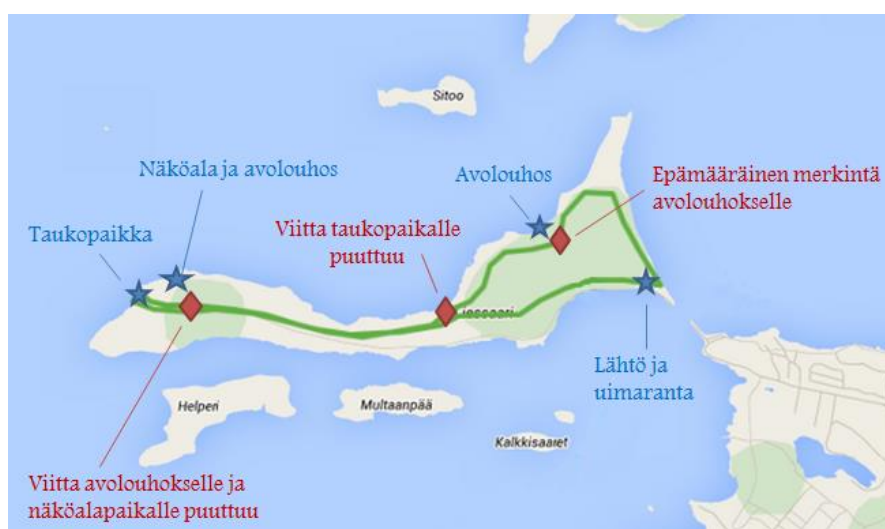 Sitoo
Näköala ja avolouhos
Avolouhos
Epämääräinen merkintä
avolouhokselle
Taukopaikka
Viitta taukopaikalle
puuttuu
Lähtö ja
uimaranta
Helperi
Multaanpää
Kalkkisaaret
Viitta avolouhokselle ja
näköalapaikalle puuttuu